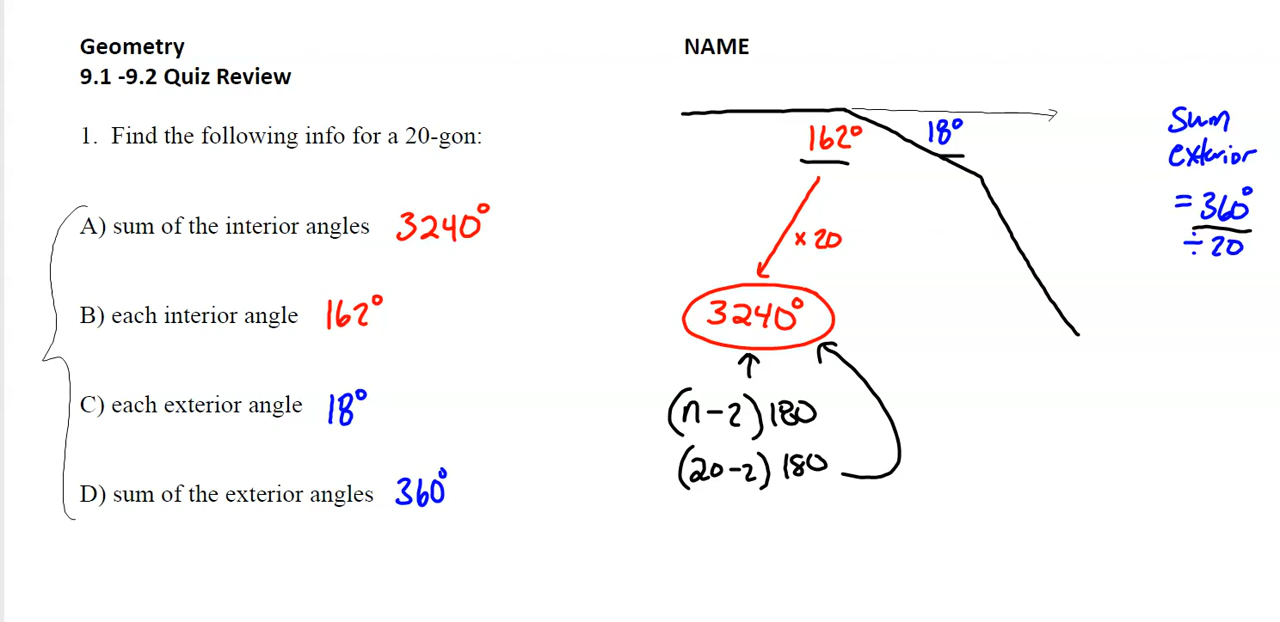 Geometry
9.1 -9.2 Quiz Review
NAME
1. Find the following info for a 20-gon:
A) sum of the interior angles 3240°
B) each interior angle 162°
C) each exterior angle 18°
D) sum of the exterior angles 360°
162°
18°
x 20
3240°
(n-2)180
(20-2)180
Sum
exterior
= 360°
÷ 20